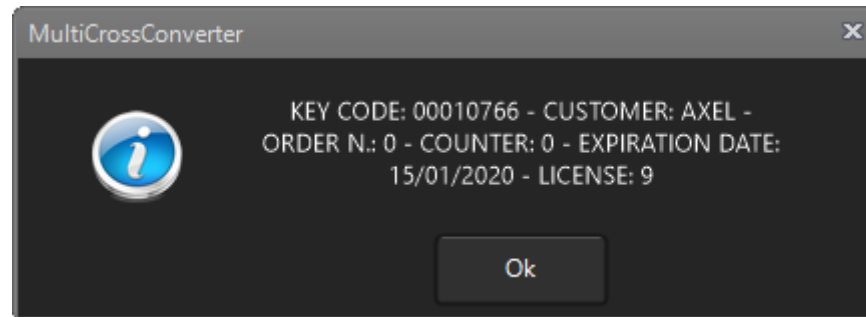 MultiCrossConverter
KEY CODE: 00010766 - CUSTOMER: AXEL -
ORDER N.: 0 - COUNTER: 0 - EXPIRATION DATE:
15/01/2020 - LICENSE: 9
Ok